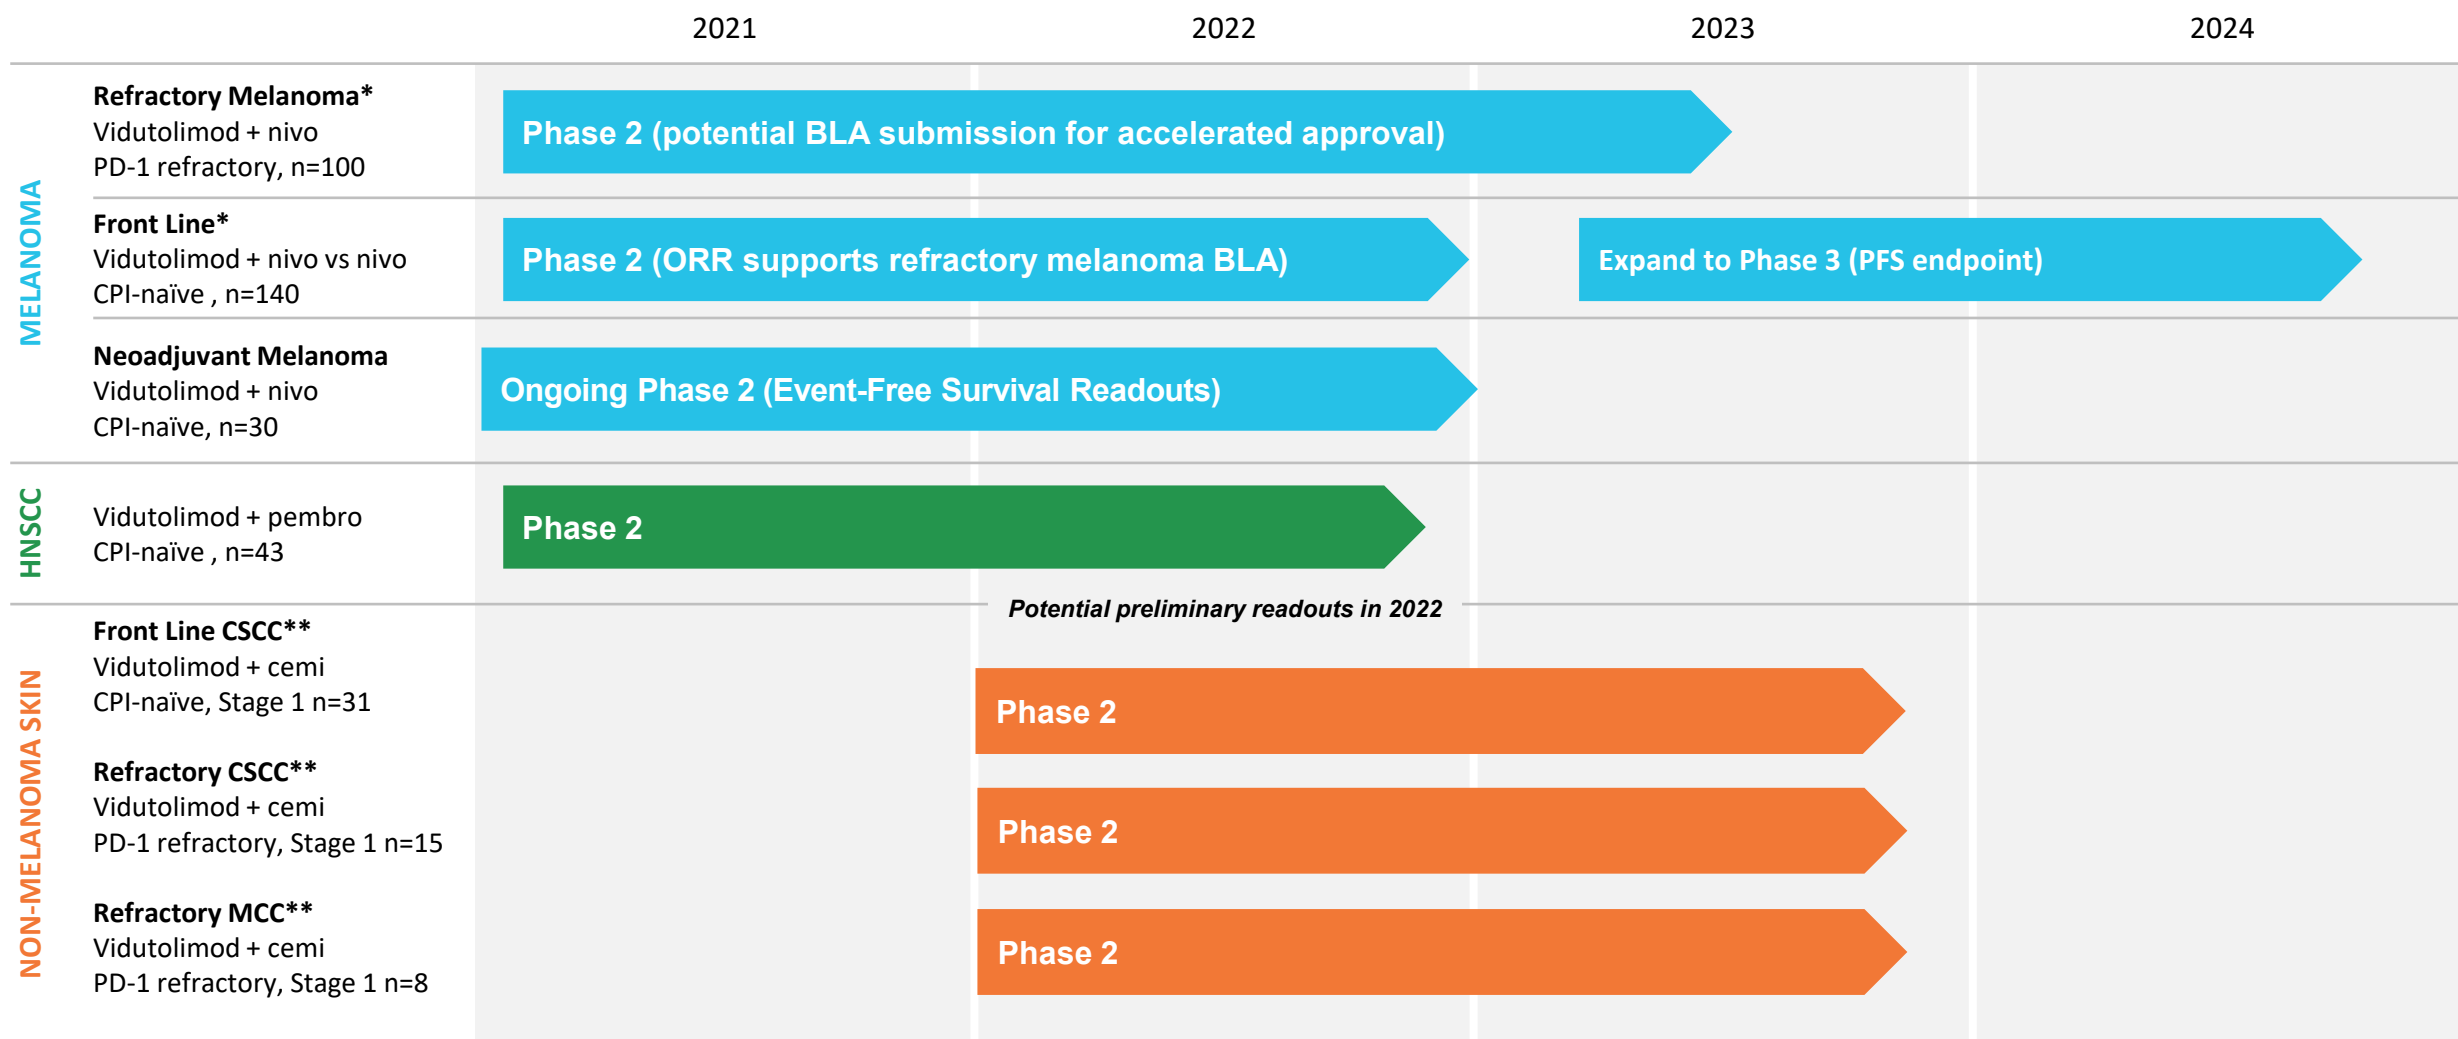 2021 2022 2023 2024
MELANOMA
Refractory Melanoma*
Vidutolimod + nivo
PD-1 refractory, n=100
Phase 2 (potential BLA submission for accelerated approval)
Front Line*
Vidutolimod + nivo vs nivo
CPI-naïve , n=140
Phase 2 (ORR supports refractory melanoma BLA)
Expand to Phase 3 (PFS endpoint)
Neoadjuvant Melanoma
Vidutolimod + nivo
CPI-naïve, n=30
Ongoing Phase 2 (Event-Free Survival Readouts)
HNSCC
Vidutolimod + pembro
CPI-naïve , n=43
Phase 2
Potential preliminary readouts in 2022
NON-MELANOMA SKIN
Front Line CSCC**
Vidutolimod + cemi
CPI-naïve, Stage 1 n=31
Phase 2
Refractory CSCC**
Vidutolimod + cemi
PD-1 refractory, Stage 1 n=15
Phase 2
Refractory MCC**
Vidutolimod + cemi
PD-1 refractory, Stage 1 n=8
Phase 2